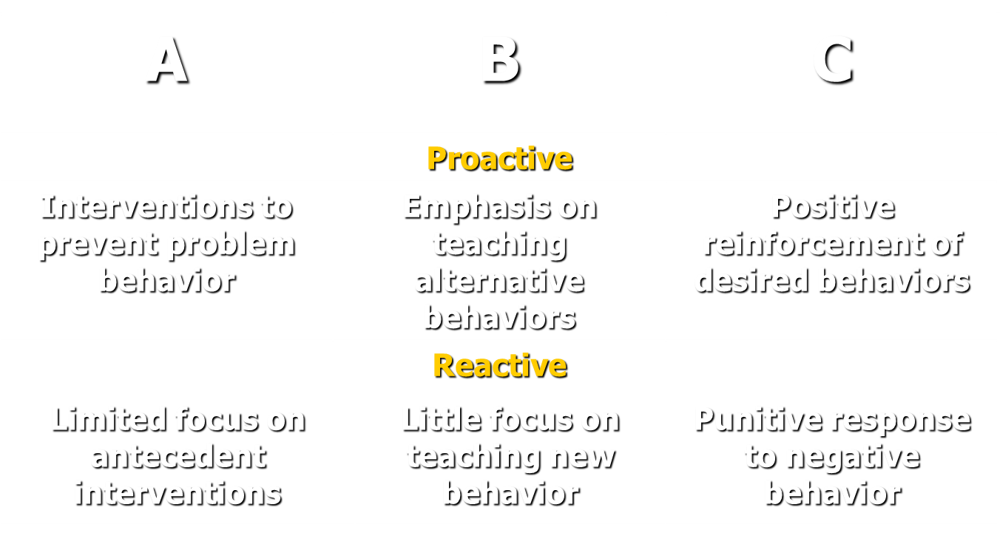 A
B
C
Proactive
Interventions to
prevent problem
behavior
Emphasis on
teaching
alternative
behaviors
Positive
reinforcement of
desired behaviors
Reactive
Limited focus on
antecedent
interventions
Little focus on
teaching new
behavior
Punitive response
to negative
behavior